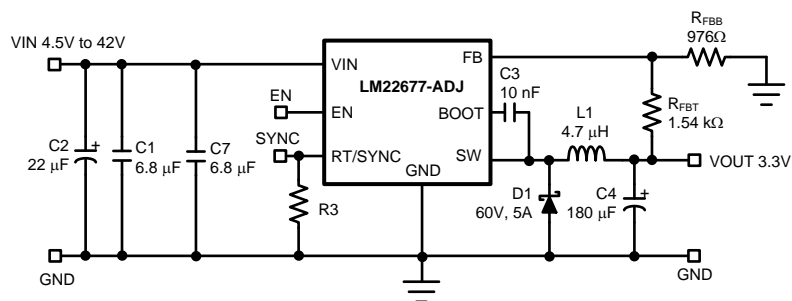 VIN 4.5V to 42V
C2
22 μF
+
C1
6.8 μF
C7
6.8 μF
GND
EN
SYNC
R3
VIN
LM22677-ADJ
EN
RT/SYNC
GND
FB
BOOT
SW
C3
10 nF
L1
4.7 μH
D1
60V, 5A
C4
180 μF
+
RFBB
976Ω
RFBT
1.54 kΩ
VOUT 3.3V
GND